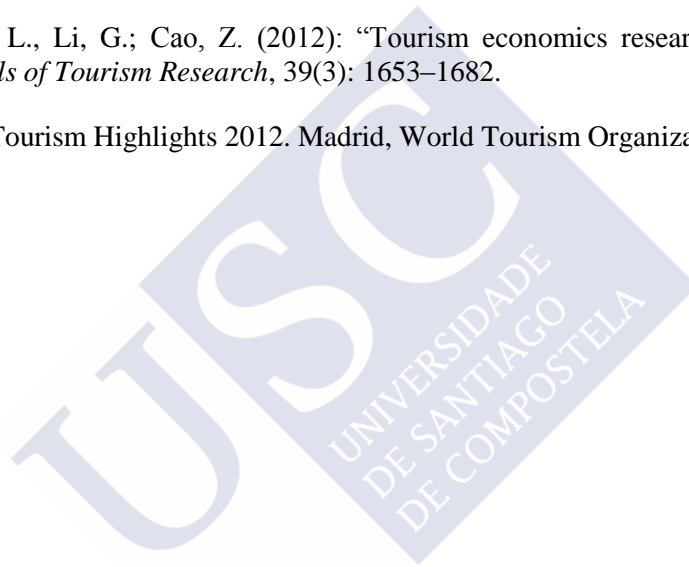 L., Li, G.; Cao, Z. (2012): “Tourism economics resear
ls of Tourism Research, 39(3): 1653–1682.
Tourism Highlights 2012. Madrid, World Tourism Organiza
USC
UNIVERSIDADE
DE SANTIAGO
DE COMPOSTELA